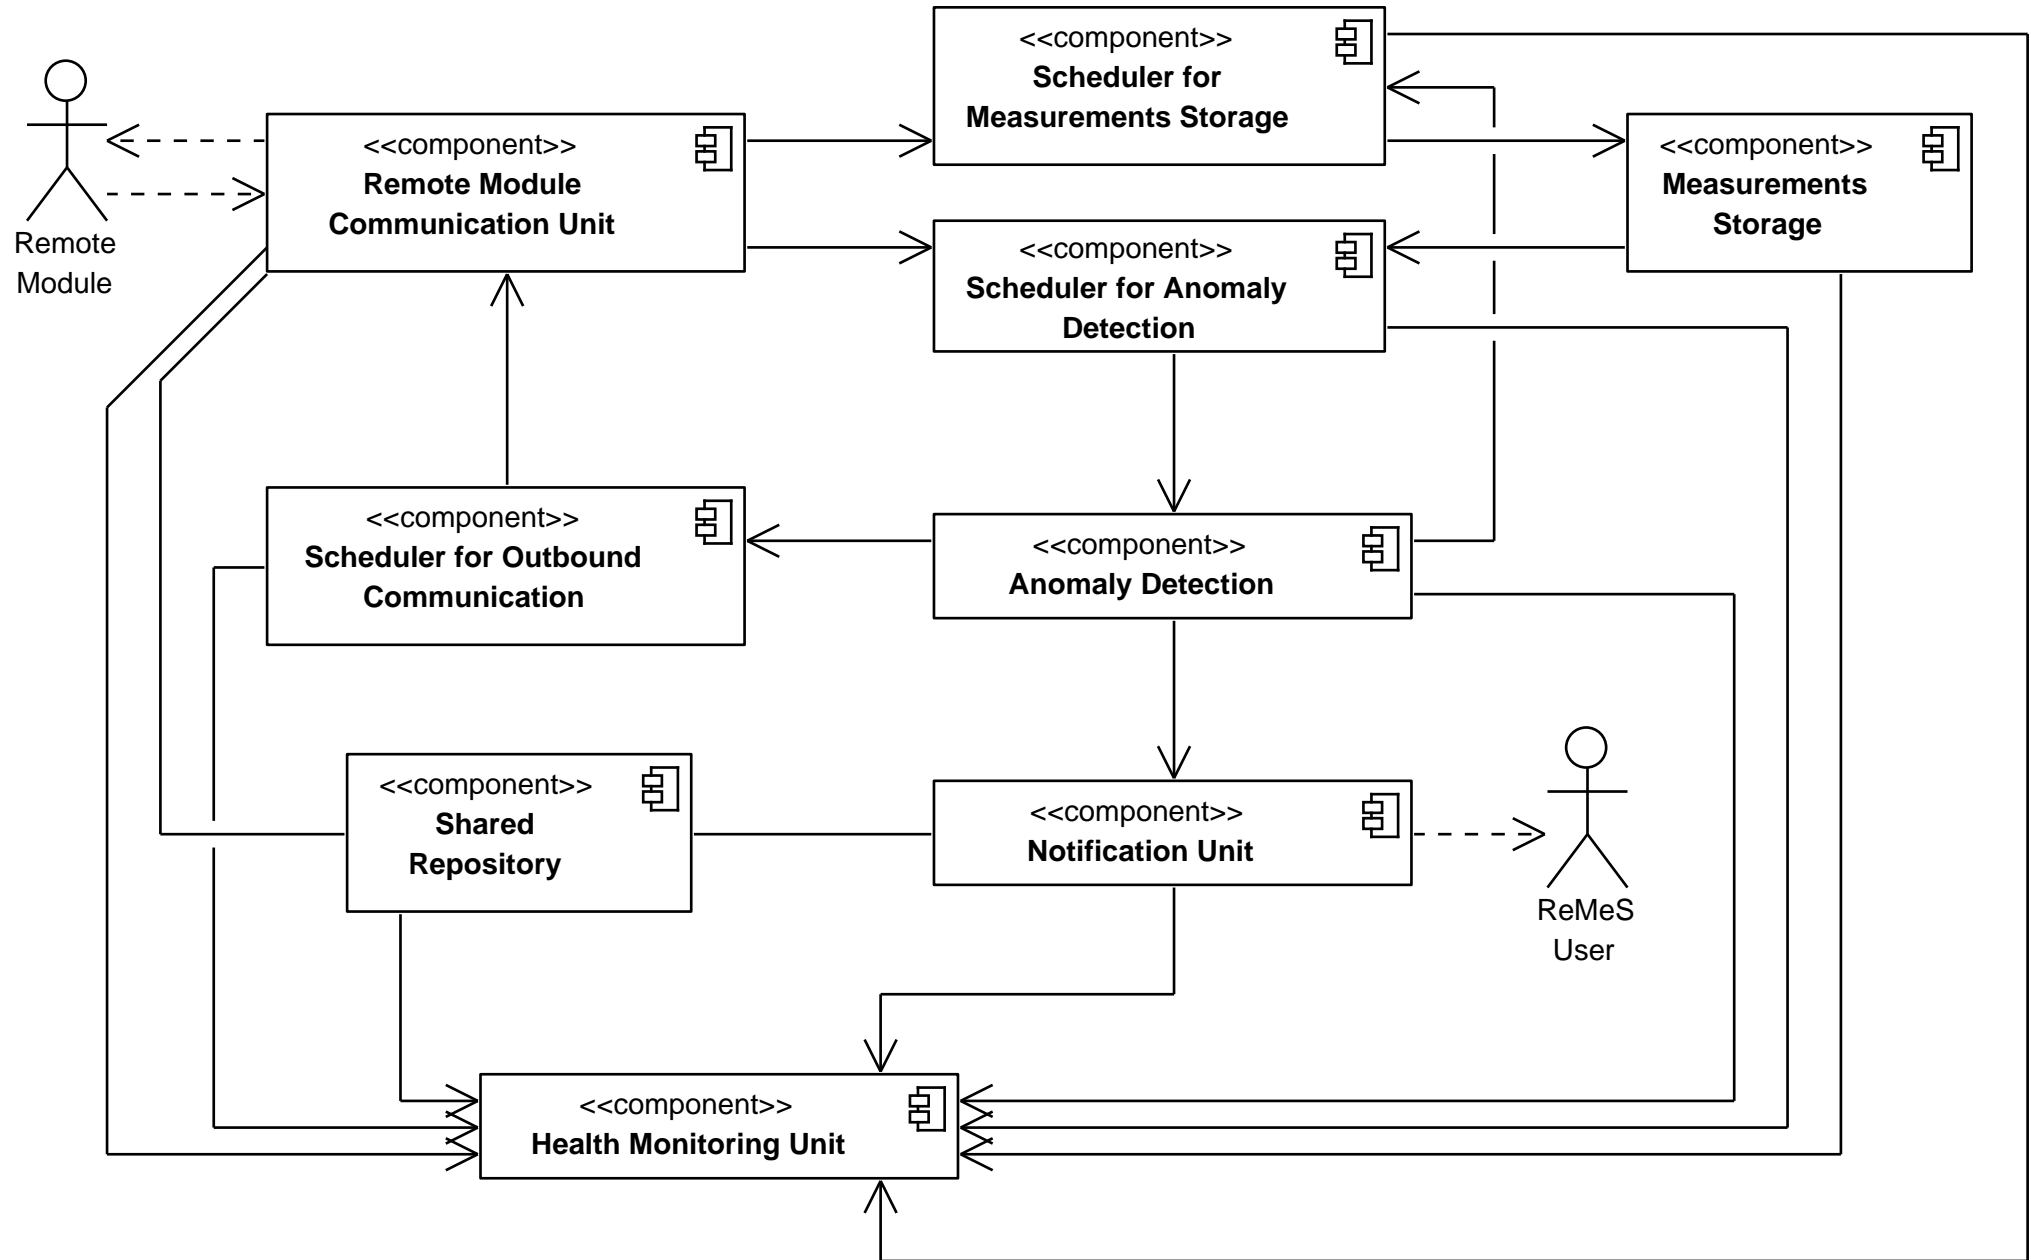 <<component>>
Scheduler for
Measurements Storage
<<component>>
Remote Module
Communication Unit
<<component>>
Measurements
Storage
Remote
Module
<<component>>
Scheduler for Anomaly
Detection
<<component>>
Scheduler for Outbound
Communication
<<component>>
Anomaly Detection
<<component>>
Shared
Repository
<<component>>
Notification Unit
ReMeS
User
<<component>>
Health Monitoring Unit